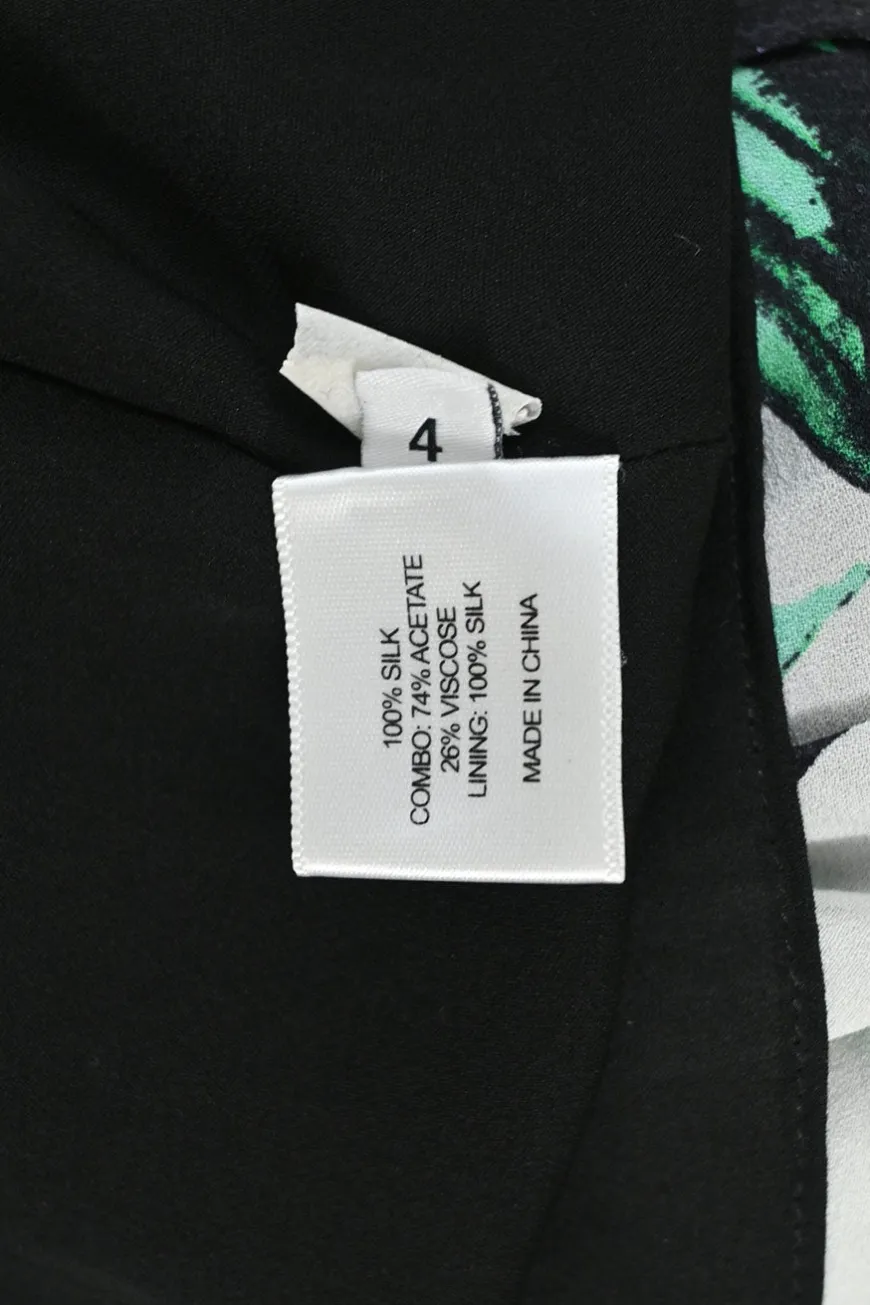 4
100% SILK
COMBO: 74% ACETATE
26% VISCOSE
LINING: 100% SILK
MADE IN CHINA